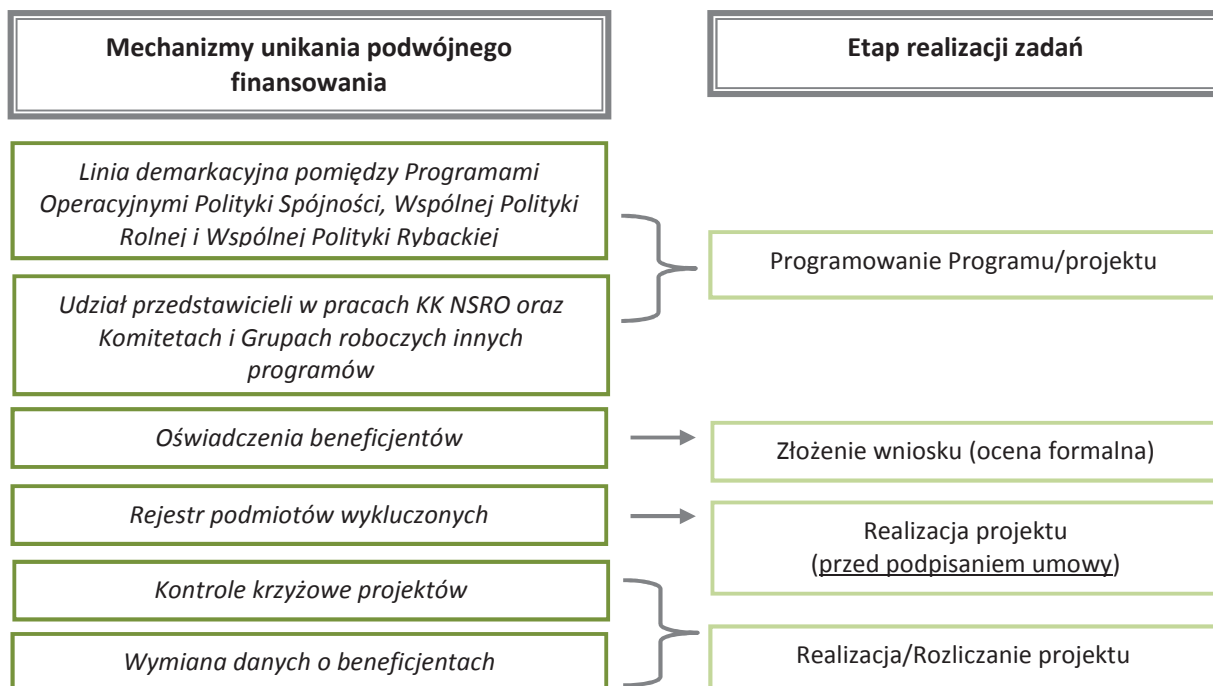 Mechanizmy unikania podwójnego
finansowania
Etap realizacji zadań
Linia demarkacyjna pomiędzy Programami
Operacyjnymi Polityki Spójności, Wspólnej Polityki
Rolnej i Wspólnej Polityki Rybackiej
Programowanie Programu/projektu
Udział przedstawicieli w pracach KK NSRO oraz
Komitetach i Grupach roboczych innych
programów
Oświadczenia beneficjentów
Złożenie wniosku (ocena formalna)
Rejestr podmiotów wykluczonych
Realizacja projektu
(przed podpisaniem umowy)
Kontrole krzyżowe projektów
Wymiana danych o beneficjentach
Realizacja/Rozliczanie projektu